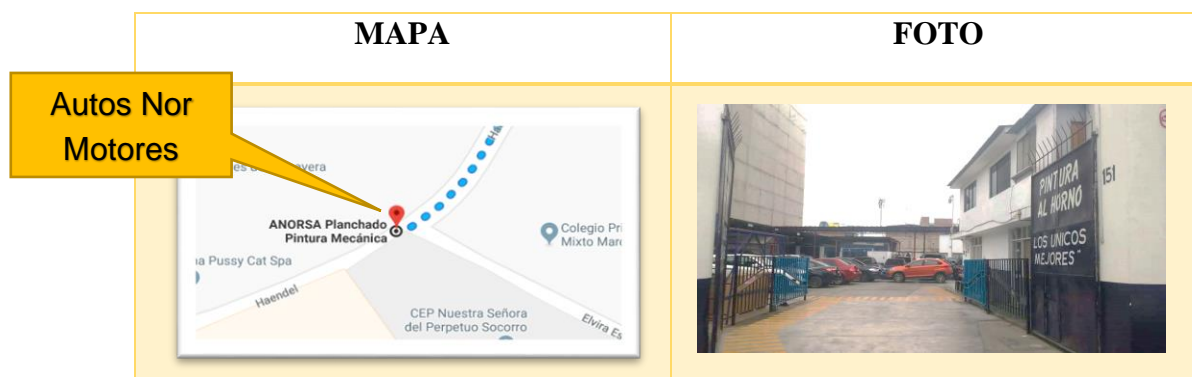 MAPA
FOTO
Autos Nor
Motores
ANORSA Planchado
Pintura Mecánica
Colegio Pri
Mixto Mar
Pussy Cat Spa
Haendel
CEP Nuestra Señora
del Perpetuo Socorro
Elvira Es
PINTURA
AL HORNO
LOS UNICOS
MEJORES"
151